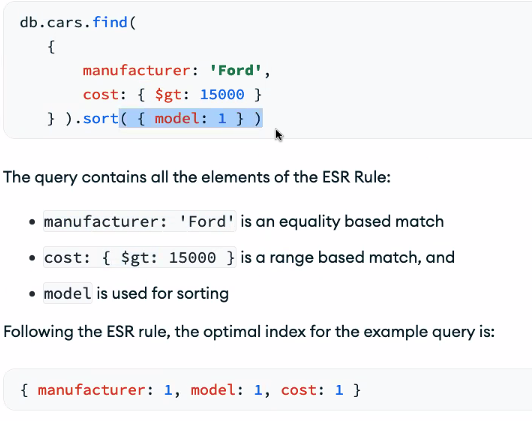 db.cars.find(
{
manufacturer: 'Ford',
cost: { $gt: 15000 }
} ).sort( { model: 1 } )
The query contains all the elements of the ESR Rule:
• manufacturer: 'Ford' is an equality based match
• cost: { $gt: 15000 } is a range based match, and
• model is used for sorting
Following the ESR rule, the optimal index for the example query is:
{ manufacturer: 1, model: 1, cost: 1 }